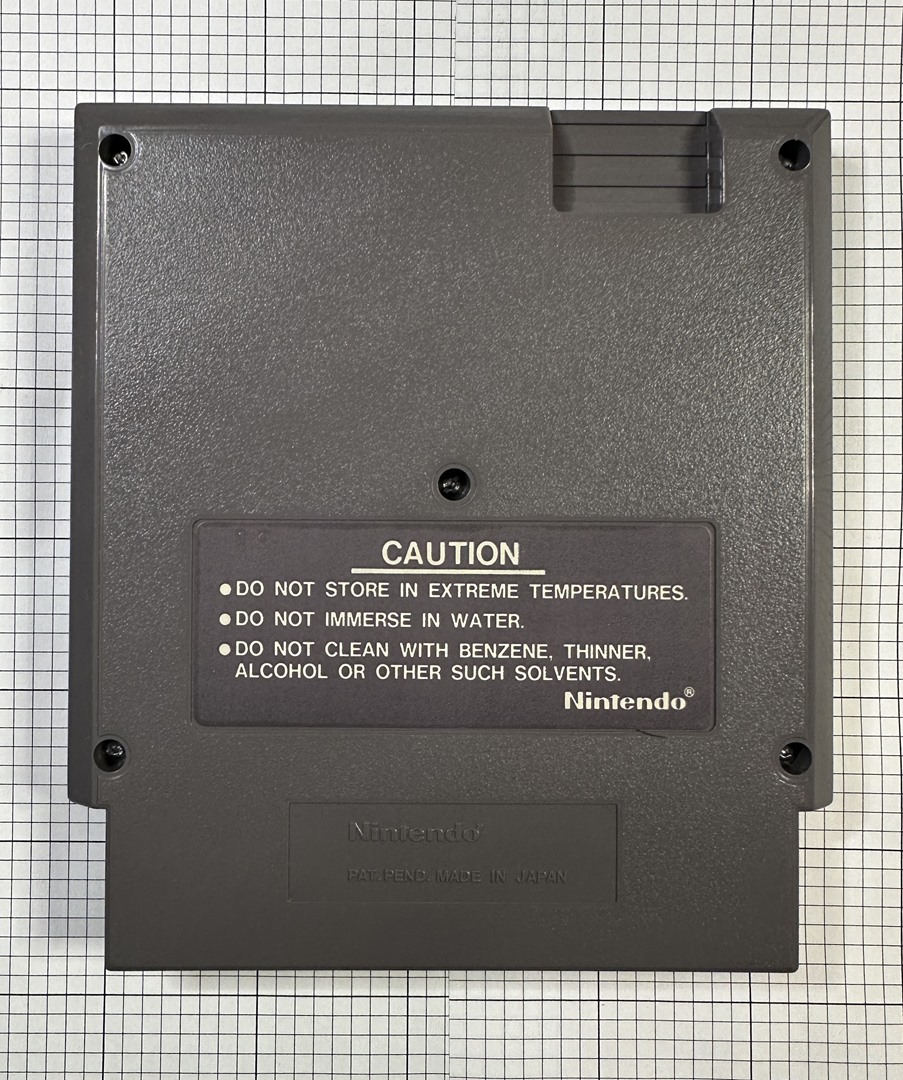 CAUTION
●DO NOT STORE IN EXTREME TEMPERATURES.
●DO NOT IMMERSE IN WATER.
●DO NOT CLEAN WITH BENZENE, THINNER,
ALCOHOL OR OTHER SUCH SOLVENTS.
Nintendo®
Nintendo®
PAT. PEND. MADE IN JAPAN